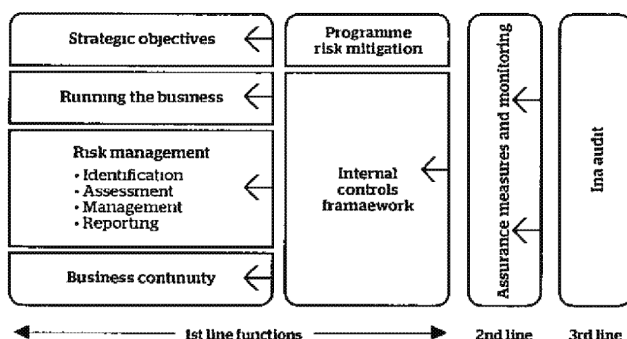 Strategic objectives
Running the business
Risk management
• Identification
• Assessment
• Management
• Reporting
Business continuity
Programme
risk mitigation
Internal
controls
framaework
Assurance measures and monitoring
Ina audit
1st line functions
2nd line
3rd line